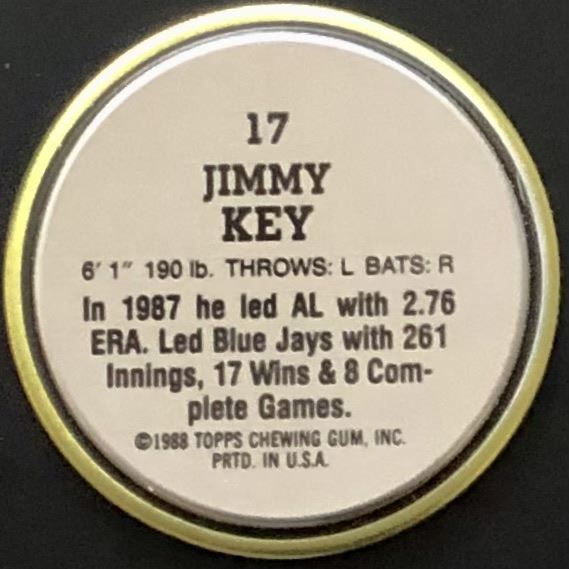 17
JIMMY
KEY
6' 1" 190 lb. THROWS: L BATS: R
In 1987 he led AL with 2.76
ERA. Led Blue Jays with 261
Innings, 17 Wins & 8 Com-
plete Games.
©1988 TOPPS CHEWING GUM, INC.
PRTD. IN U.S.A.